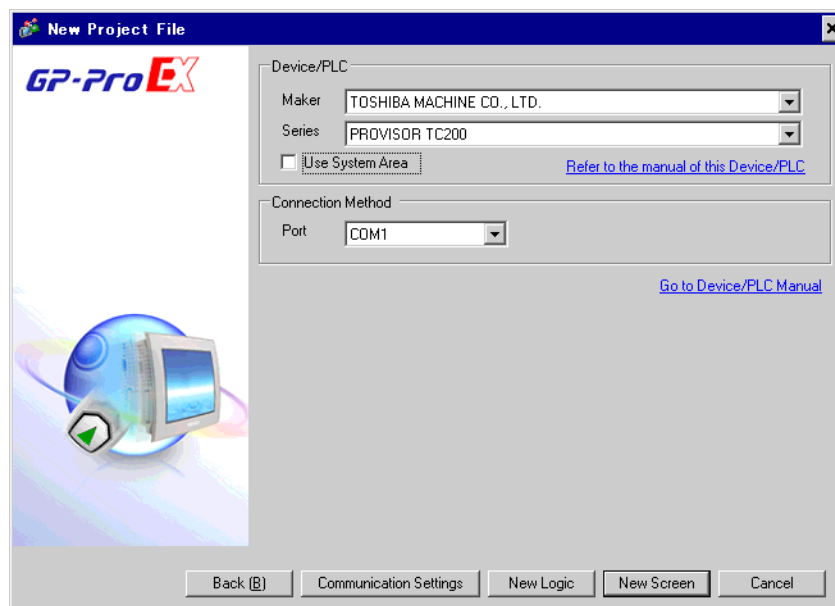 New Project File
GP-Pro EX
Device/PLC
Maker TOSHIBA MACHINE CO., LTD.
Series PROVISOR TC200
Use System Area Refer to the manual of this Device/PLC
Connection Method
Port COM1
Go to Device/PLC Manual
Back (B) Communication Settings New Logic New Screen Cancel